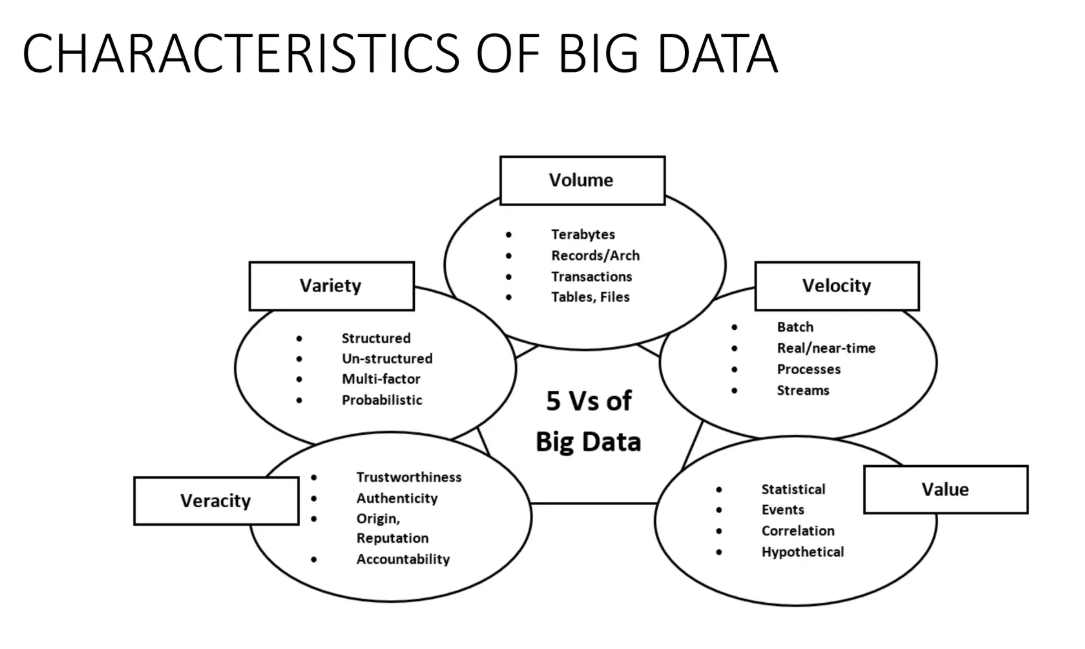 CHARACTERISTICS OF BIG DATA
Volume
• Terabytes
• Records/Arch
• Transactions
• Tables, Files
Variety
• Structured
• Un-structured
• Multi-factor
• Probabilistic
Velocity
• Batch
• Real/near-time
• Processes
• Streams
5 Vs of
Big Data
Veracity
• Trustworthiness
• Authenticity
• Origin,
Reputation
• Accountability
Value
• Statistical
• Events
• Correlation
• Hypothetical